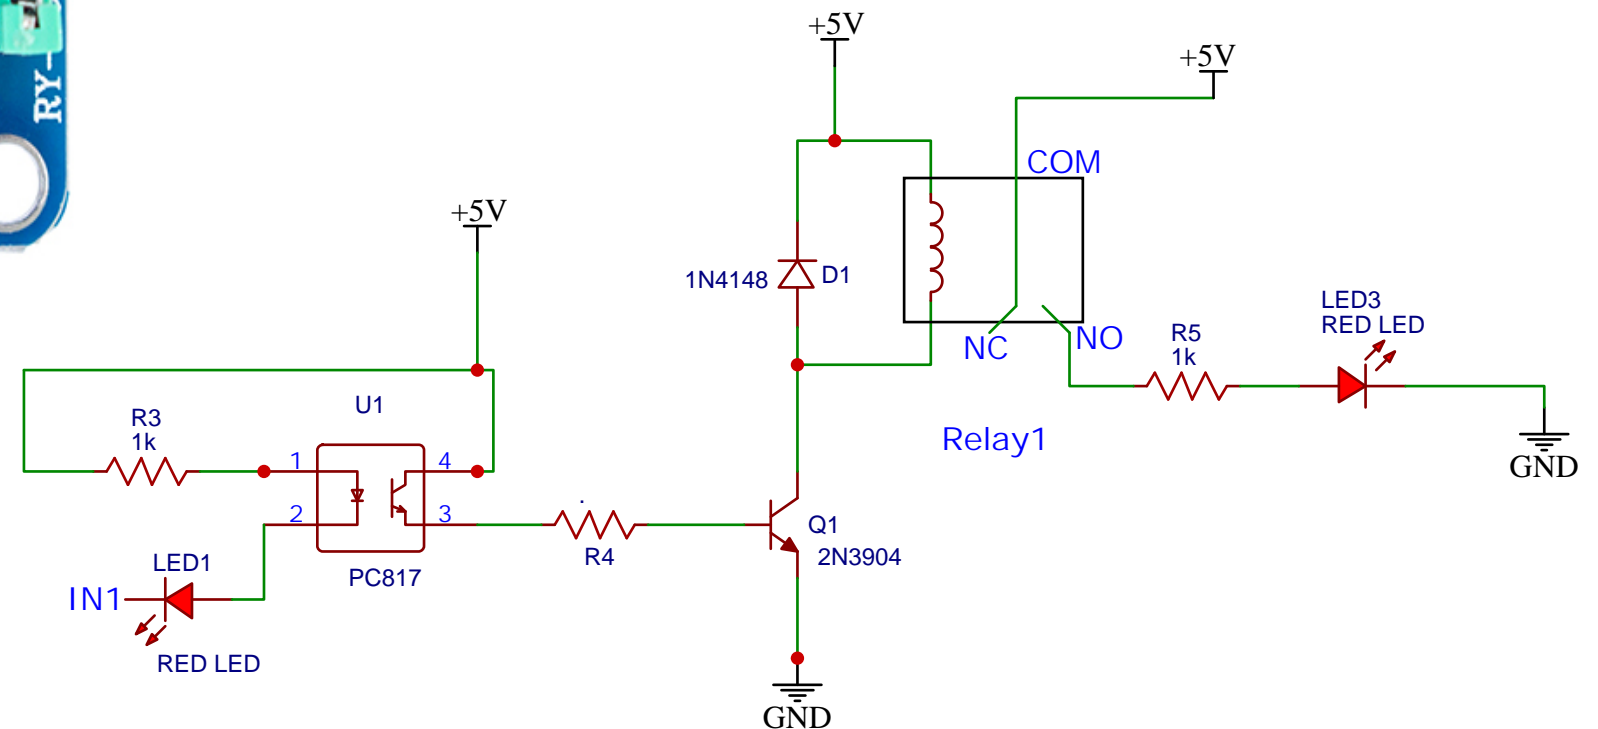 RY-
+5V
+5V
COM
+5V
1N4148
D1
LED3
RED LED
NC
NO
R5
1k
U1
R3
1k
Relay1
1
4
GND
2
3
Q1
R4
2N3904
LED1
PC817
IN1
RED LED
GND